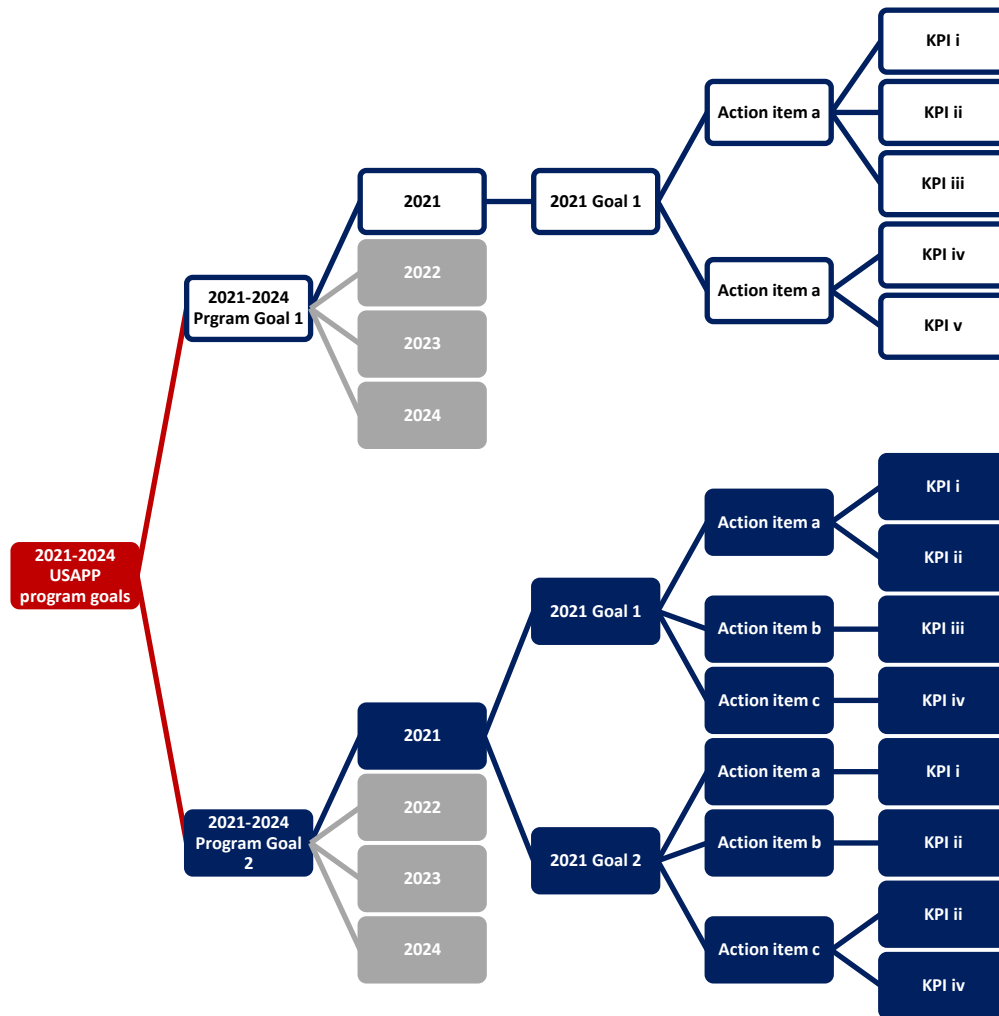 2021-2024
USAPP
program goals
2021-2024
Prgram Goal 1
2021
2021 Goal 1
Action item a
KPI i
KPI ii
KPI iii
Action item a
KPI iv
KPI v
2022
2023
2024
2021-2024
Program Goal
2
2021
2021 Goal 1
Action item a
KPI i
KPI ii
Action item b
KPI iii
Action item c
KPI iv
2021 Goal 2
Action item a
KPI i
Action item b
KPI ii
Action item c
KPI ii
KPI iv
2022
2023
2024